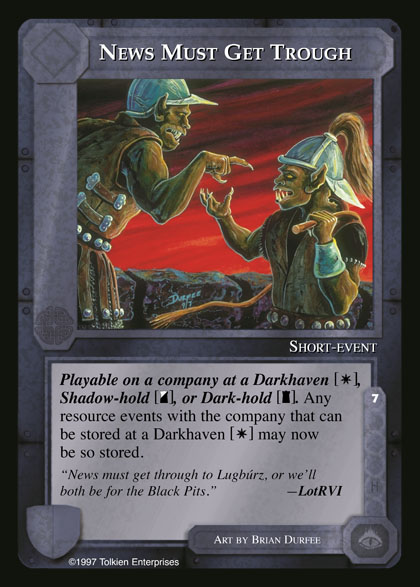 News Must Get Trough
Durfee
Short-event
Playable on a company at a Darkhaven [✶],
Shadow-hold [], or Dark-hold []. Any
resource events with the company that can
be stored at a Darkhaven [✶] may now
be so stored.
7
“News must get through to Lugbúrz, or we’ll
both be for the Black Pits.” —LotRVI
H
Art by Brian Durfee
©1997 Tolkien Enterprises